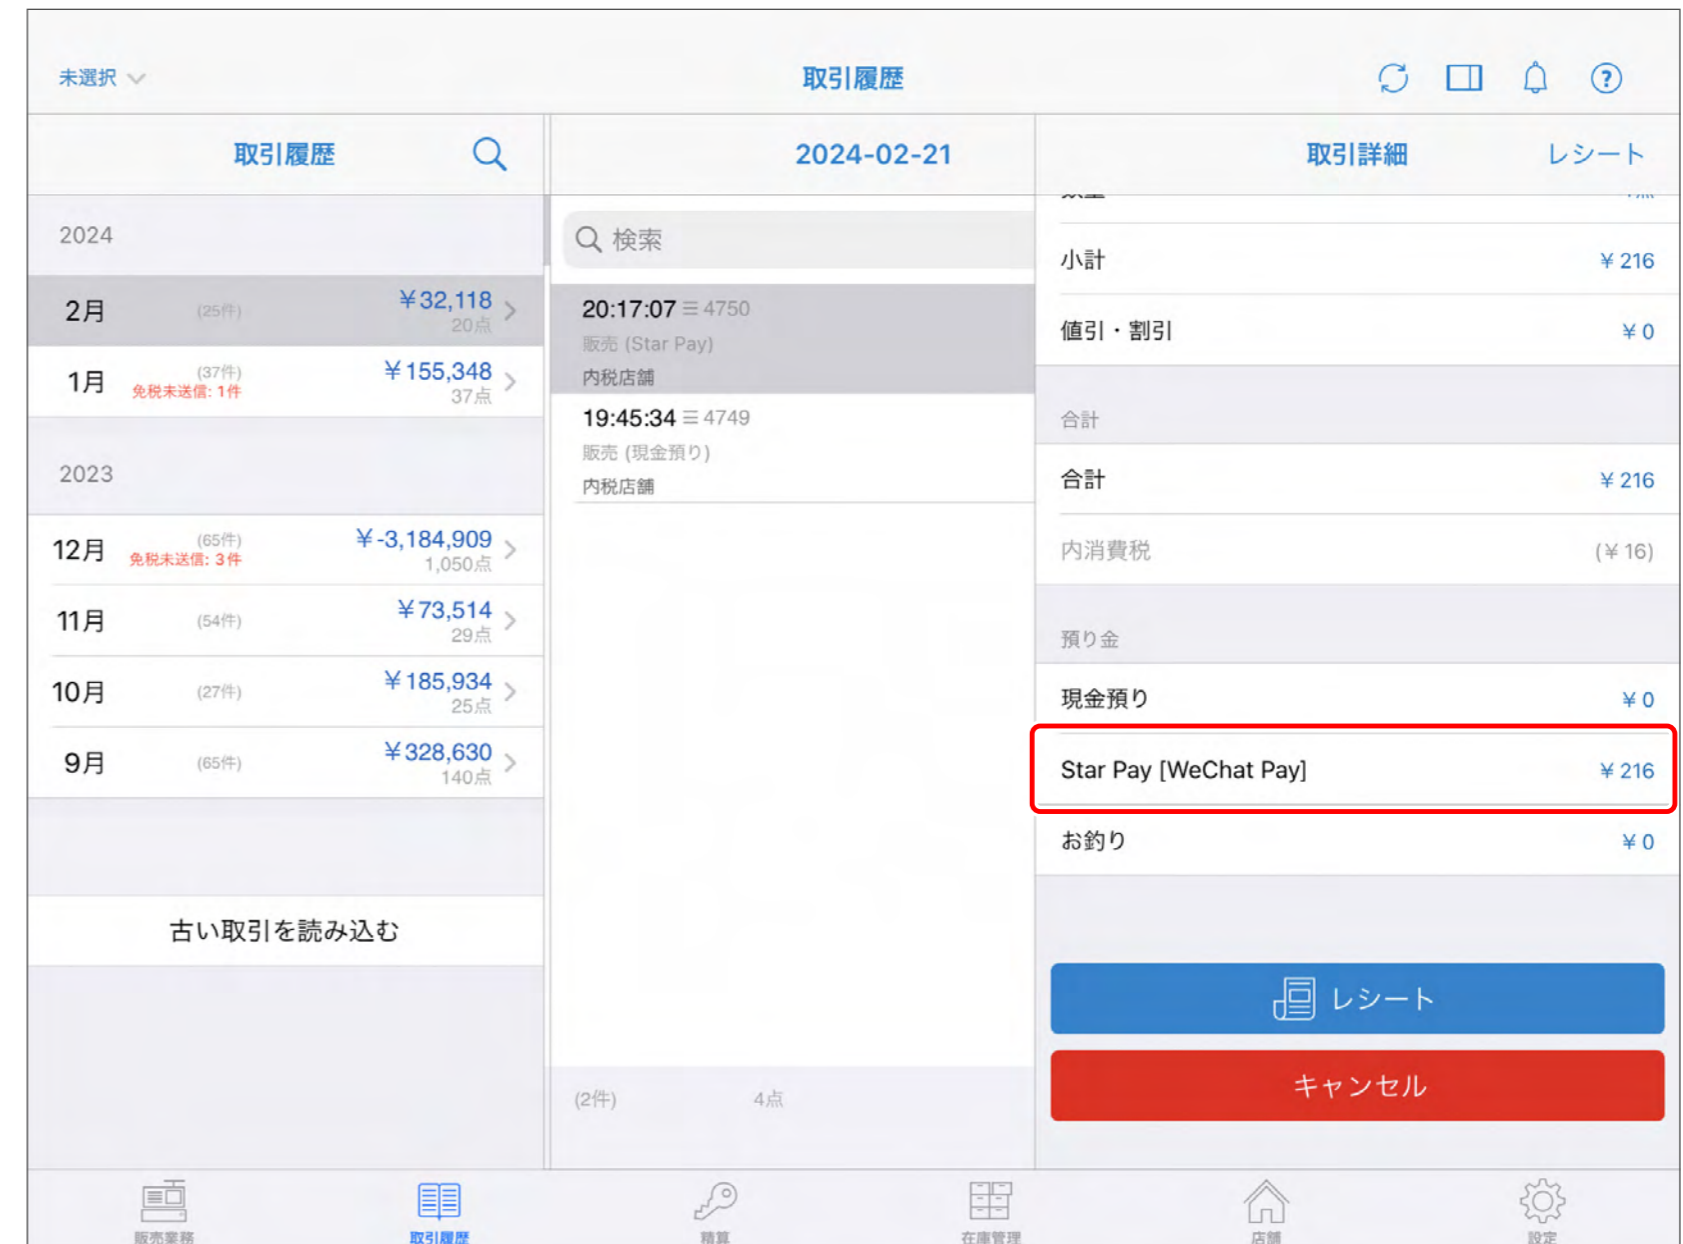 未選択
取引履歴
取引履歴
2024
2月 (25件) ¥32,118
20点
1月 (37件) ¥155,348
免税未送信: 1件 37点
2023
12月 (65件) ¥-3,184,909
免税未送信: 3件 1,050点
11月 (54件) ¥73,514
29点
10月 (27件) ¥185,934
25点
9月 (65件) ¥328,630
140点
古い取引を読み込む
2024-02-21
検索
20:17:07 4750
販売 (Star Pay)
内税店舗
19:45:34 4749
販売 (現金預り)
内税店舗
(2件) 4点
取引詳細 レシート
小計 ¥ 216
値引・割引 ¥ 0
合計
合計 ¥ 216
内消費税 (¥ 16)
預り金
現金預り ¥ 0
Star Pay [WeChat Pay] ¥ 216
お釣り ¥ 0
レシート
キャンセル
販売業務 取引履歴 精算 在庫管理 店舗 設定